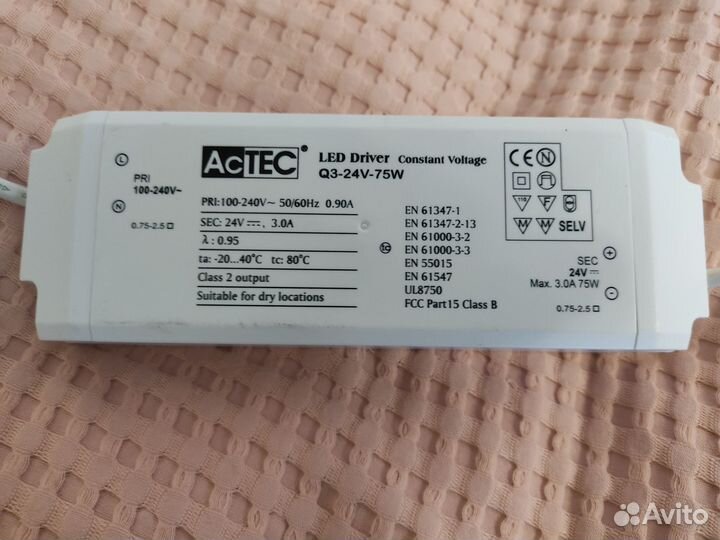 L
PRI
100-240V~
N
0.75-2.5
AcTEC®
LED Driver Constant Voltage
Q3-24V-75W
PRI:100-240V~ 50/60Hz 0.90A
SEC: 24V⎓, 3.0A
λ : 0.95
ta: -20...40°C tc: 80°C
Class 2 output
Suitable for dry locations
tc
EN 61347-1
EN 61347-2-13
EN 61000-3-2
EN 61000-3-3
EN 55015
EN 61547
UL8750
FCC Part15 Class B
CE N
110 F
M M SELV
+
SEC
24V⎓
Max. 3.0A 75W
-
0.75-2.5
Avito